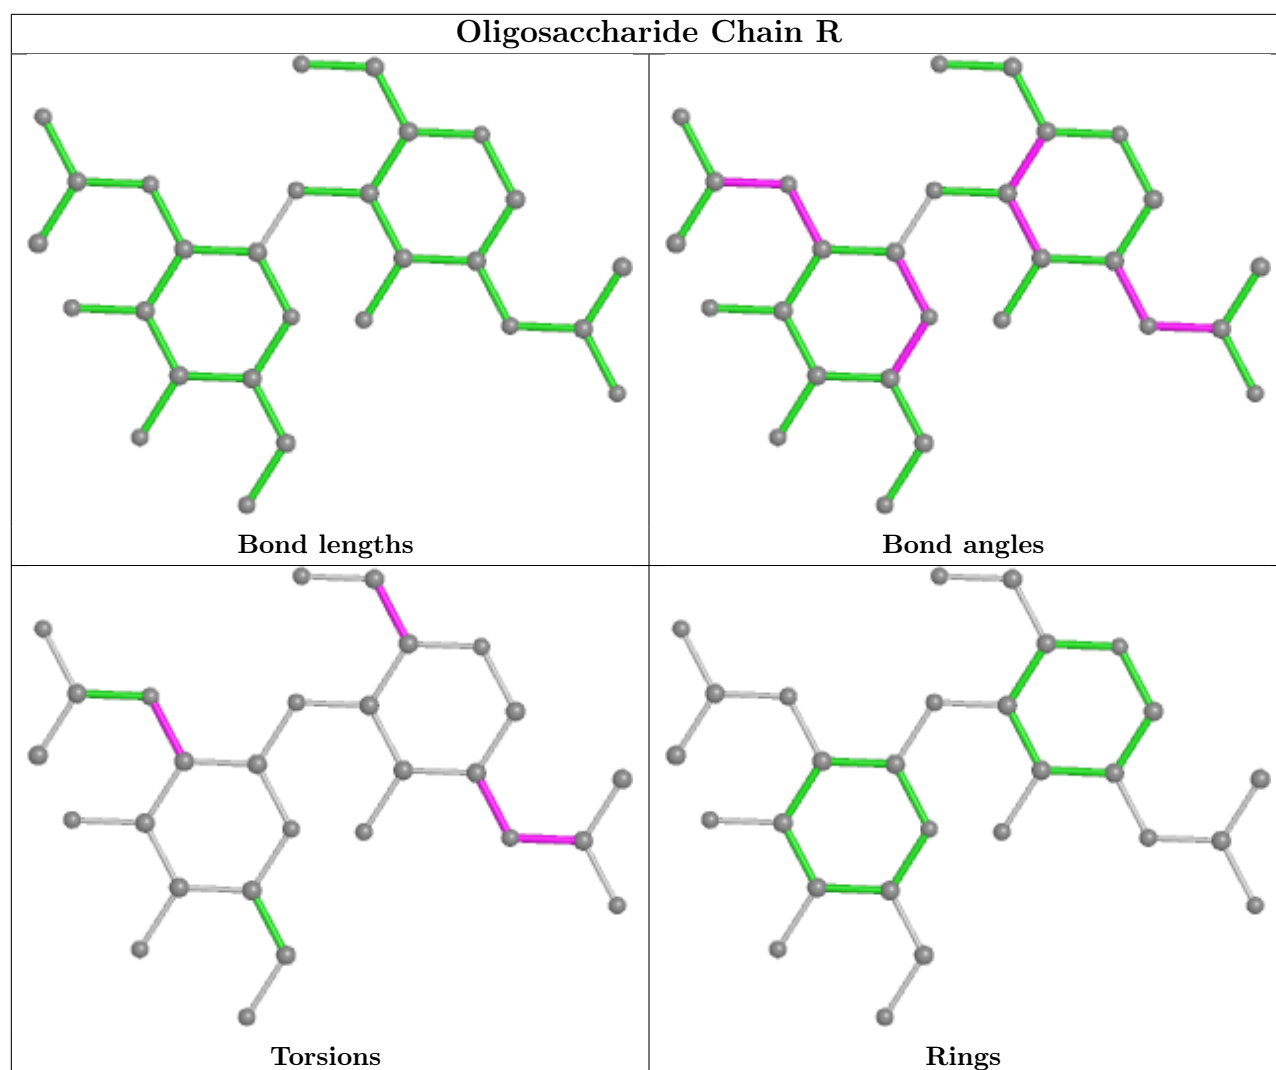 Oligosaccharide Chain R
Bond lengths
Bond angles
Torsions
Rings